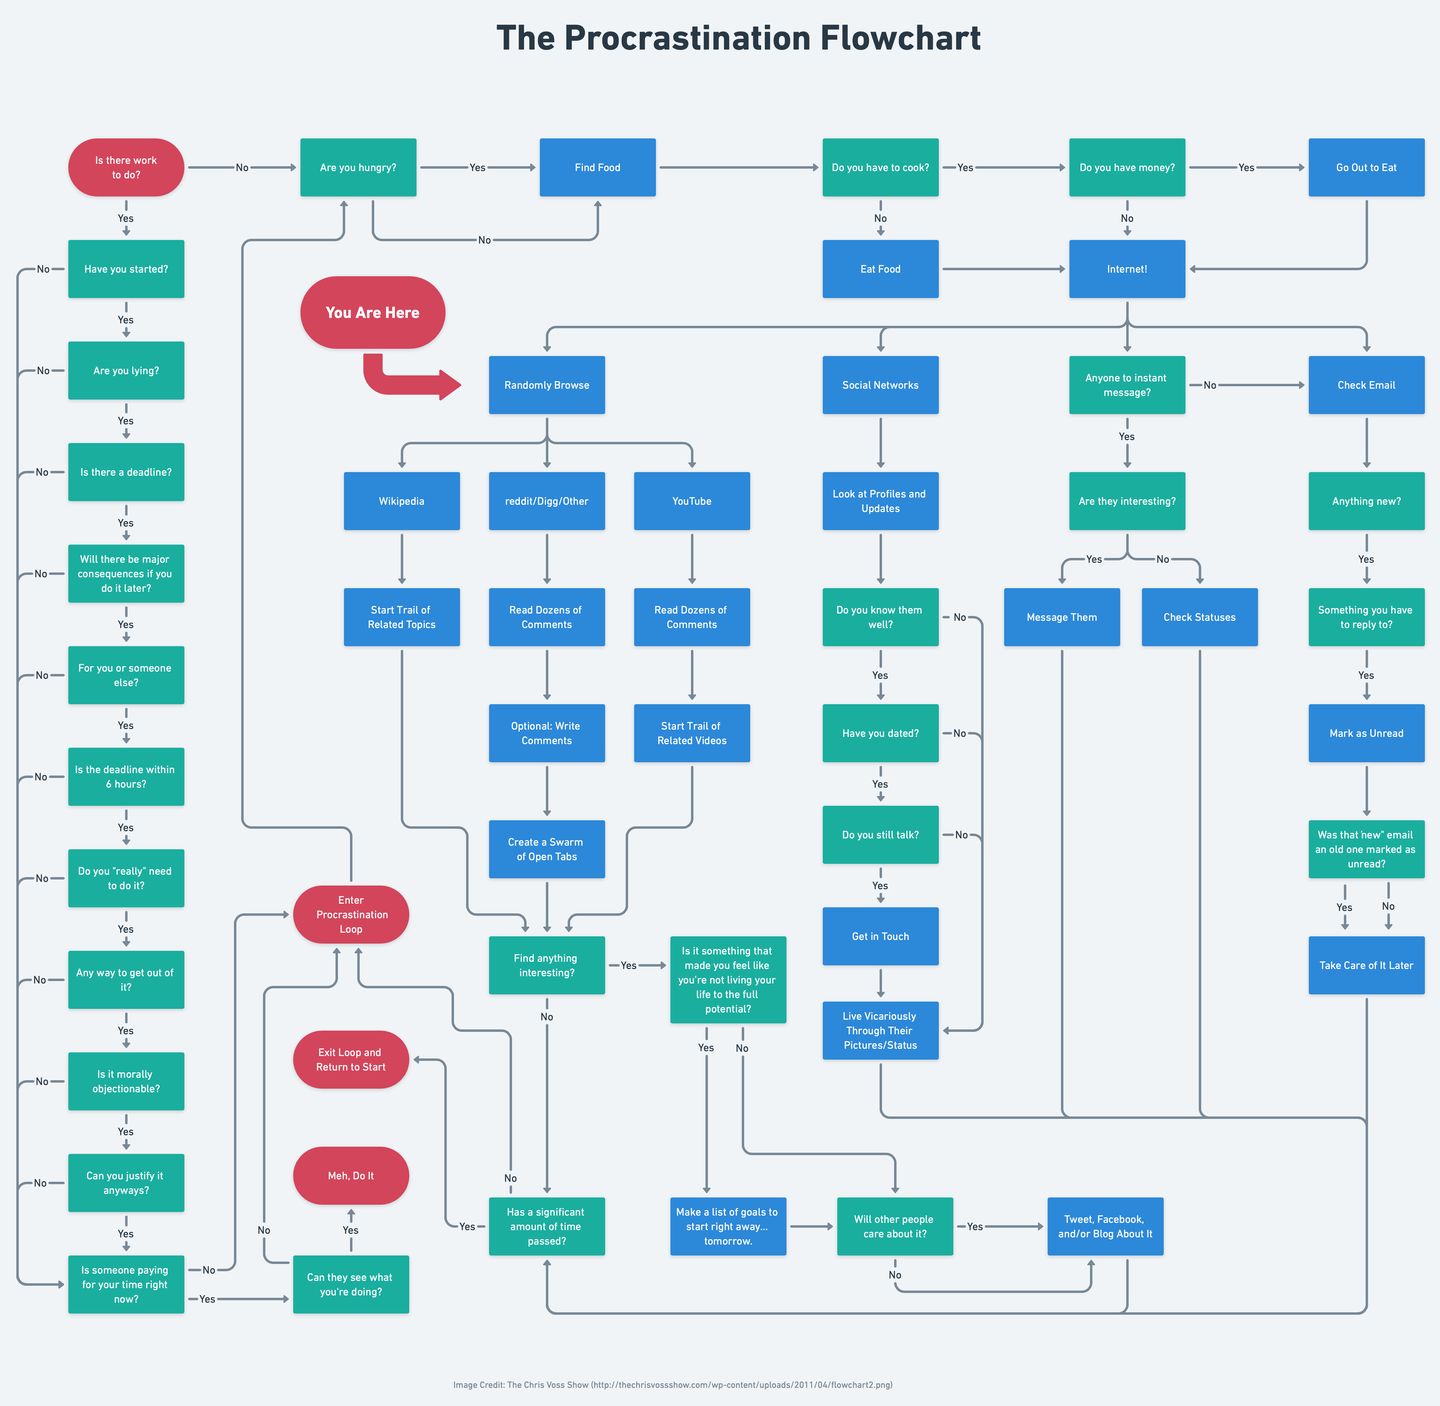 The Procrastination Flowchart
Is there work
to do?
No
Are you hungry?
Yes
Find Food
Do you have to cook?
Yes
Do you have money?
Yes
Go Out to Eat
Yes
No
No
No
No
Have you started?
Eat Food
Internet!
Yes
You Are Here
No
Are you lying?
Randomly Browse
Social Networks
Anyone to instant
message?
No
Check Email
Yes
Yes
No
Is there a deadline?
Wikipedia
reddit/Digg/Other
YouTube
Look at Profiles and
Updates
Are they interesting?
Anything new?
Yes
Yes
No
Yes
No
Will there be major
consequences if you
do it later?
Yes
Start Trail of
Related Topics
Read Dozens of
Comments
Read Dozens of
Comments
Do you know them
well?
No
Message Them
Check Statuses
Something you have
to reply to?
No
For you or someone
else?
Yes
Yes
Yes
Optional: Write
Comments
Start Trail of
Related Videos
Have you dated?
No
Mark as Unread
No
Is the deadline within
6 hours?
Yes
Yes
Create a Swarm
of Open Tabs
Do you still talk?
No
Was that 'new" email
an old one marked as
unread?
No
Do you "really" need
to do it?
Yes
Yes
No
Yes
Enter
Procrastination
Loop
Get in Touch
No
Any way to get out of
it?
Find anything
interesting?
Yes
Is it something that
made you feel like
you're not living your
life to the full
potential?
Take Care of It Later
Yes
No
Live Vicariously
Through Their
Pictures/Status
Exit Loop and
Return to Start
Yes
No
No
Is it morally
objectionable?
Yes
No
Can you justify it
anyways?
Meh, Do It
No
Yes
No
Yes
Yes
Has a significant
amount of time
passed?
Make a list of goals to
start right away...
tomorrow.
Will other people
care about it?
Yes
Tweet, Facebook,
and/or Blog About It
No
Is someone paying
for your time right
now?
No
Yes
Can they see what
you're doing?
Image Credit: The Chris Voss Show (http://thechrisvossshow.com/wp-content/uploads/2011/04/flowchart2.png)